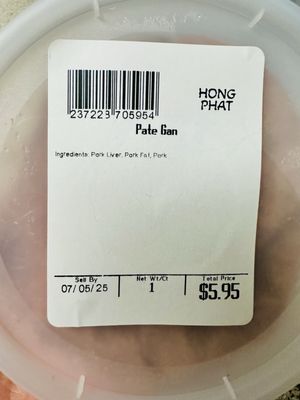 237223 705954
HONG
PHAT
Pate Gan
Ingredients: Pork Liver, Pork Fat, Pork
Sell By
07/05/25
Net Wt/Ct
1
Total Price
$5.95